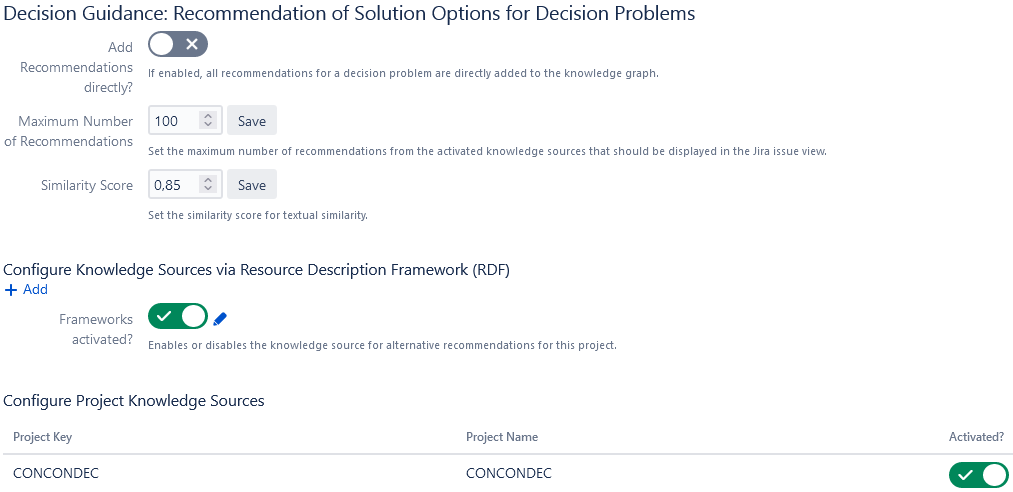 Decision Guidance: Recommendation of Solution Options for Decision Problems
Add
Recommendations
directly?
If enabled, all recommendations for a decision problem are directly added to the knowledge graph.
Maximum Number
of Recommendations
100
Save
Set the maximum number of recommendations from the activated knowledge sources that should be displayed in the Jira issue view.
Similarity Score
0,85
Save
Set the similarity score for textual similarity.
Configure Knowledge Sources via Resource Description Framework (RDF)
+ Add
Frameworks
activated?
Enables or disables the knowledge source for alternative recommendations for this project.
Configure Project Knowledge Sources
Project Key Project Name Activated?
CONCONDEC CONCONDEC